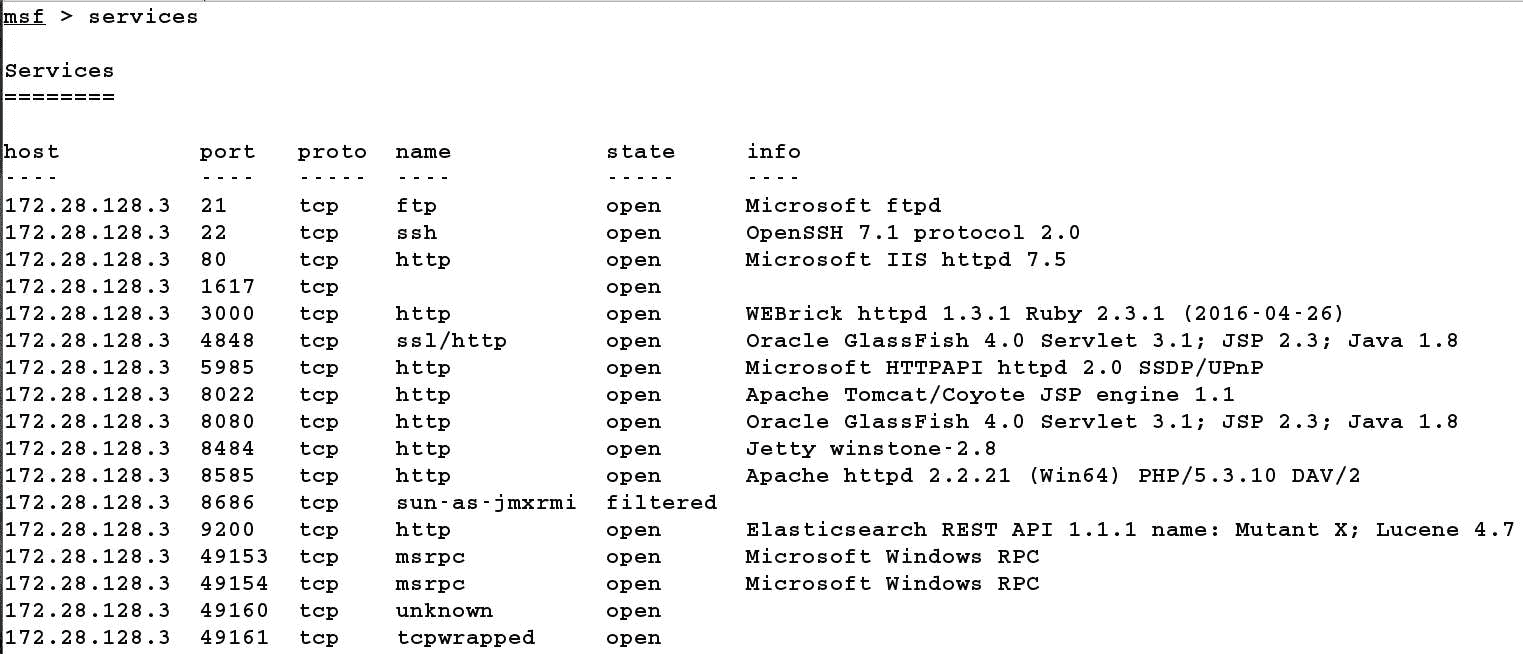 msf > services
Services
========
host port proto name state info
---- ---- ----- ---- ----- ----
172.28.128.3 21 tcp ftp open Microsoft ftpd
172.28.128.3 22 tcp ssh open OpenSSH 7.1 protocol 2.0
172.28.128.3 80 tcp http open Microsoft IIS httpd 7.5
172.28.128.3 1617 tcp open
172.28.128.3 3000 tcp http open WEBrick httpd 1.3.1 Ruby 2.3.1 (2016-04-26)
172.28.128.3 4848 tcp ssl/http open Oracle GlassFish 4.0 Servlet 3.1; JSP 2.3; Java 1.8
172.28.128.3 5985 tcp http open Microsoft HTTPAPI httpd 2.0 SSDP/UPnP
172.28.128.3 8022 tcp http open Apache Tomcat/Coyote JSP engine 1.1
172.28.128.3 8080 tcp http open Oracle GlassFish 4.0 Servlet 3.1; JSP 2.3; Java 1.8
172.28.128.3 8484 tcp http open Jetty winstone-2.8
172.28.128.3 8585 tcp http open Apache httpd 2.2.21 (Win64) PHP/5.3.10 DAV/2
172.28.128.3 8686 tcp sun-as-jmxrmi filtered
172.28.128.3 9200 tcp http open Elasticsearch REST API 1.1.1 name: Mutant X; Lucene 4.7
172.28.128.3 49153 tcp msrpc open Microsoft Windows RPC
172.28.128.3 49154 tcp msrpc open Microsoft Windows RPC
172.28.128.3 49160 tcp unknown open
172.28.128.3 49161 tcp tcpwrapped open